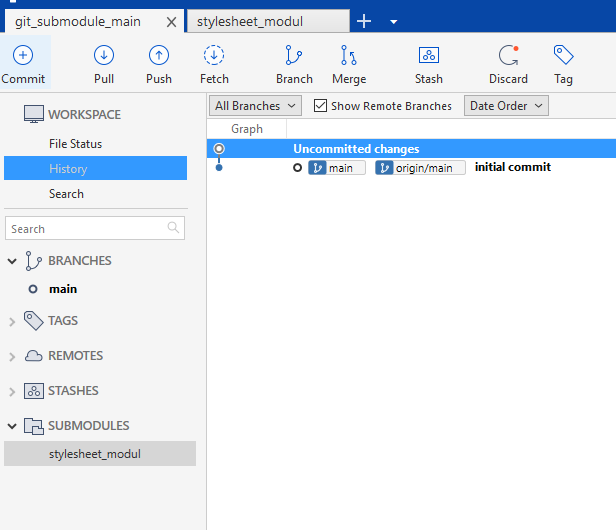 git_submodule_main
stylesheet_modul
Commit
Pull
Push
Fetch
Branch
Merge
Stash
Discard
Tag
WORKSPACE
File Status
History
Search
Search
BRANCHES
main
TAGS
REMOTES
STASHES
SUBMODULES
stylesheet_modul
All Branches
Show Remote Branches
Date Order
Graph
Uncommitted changes
main origin/main initial commit